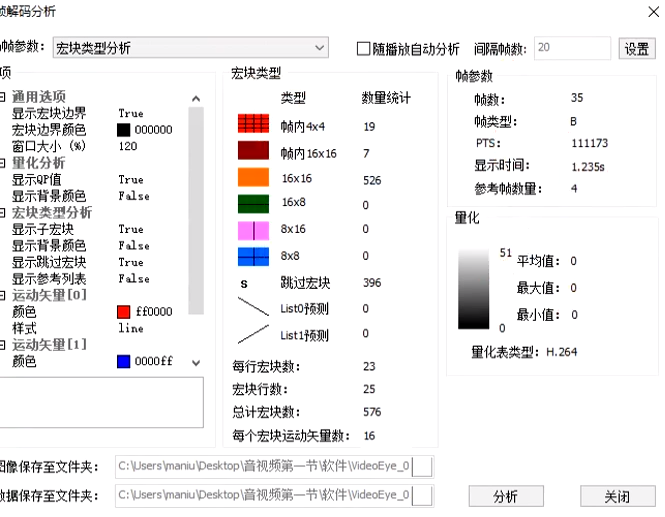 帧解码分析
帧参数：
宏块类型分析
随播放自动分析
间隔帧数：
20
设置
项
通用选项
显示宏块边界 True
宏块边界颜色 000000
窗口大小 (%) 120
量化分析
显示QP值 True
显示背景颜色 False
宏块类型分析
显示子宏块 True
显示背景颜色 False
显示跳过宏块 True
显示参考列表 False
运动矢量[0]
颜色 ff0000
样式 line
运动矢量[1]
颜色 0000ff
宏块类型
类型 数量统计
帧内4x4 19
帧内16x16 7
16x16 526
16x8 0
8x16 0
8x8 0
s 跳过宏块 396
List0预测 0
List1预测 0
每行宏块数： 23
宏块行数： 25
总计宏块数： 576
每个宏块运动矢量数： 16
帧参数
帧数： 35
帧类型： B
PTS: 111173
显示时间： 1.235s
参考帧数量： 4
量化
51
0
平均值： 0
最大值： 0
最小值： 0
量化表类型：H.264
图像保存至文件夹： C:\Users\maniu\Desktop\音视频第一节\软件\VideoEye_0
数据保存至文件夹： C:\Users\maniu\Desktop\音视频第一节\软件\VideoEye_0
分析
关闭